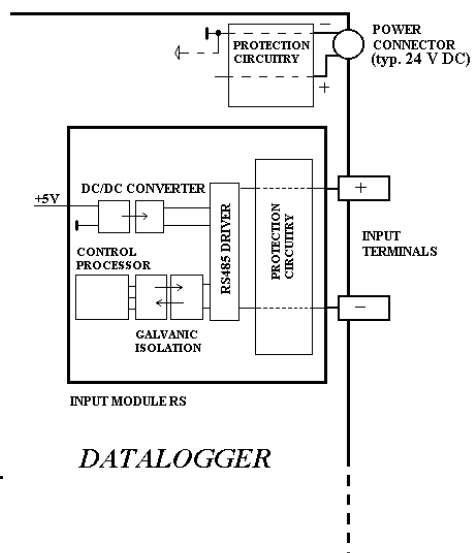 POWER
CONNECTOR
(typ. 24 V DC)
−
PROTECTION
CIRCUITRY
+
DC/DC CONVERTER
+5V
+
CONTROL
PROCESSOR
RS485 DRIVER
PROTECTION
CIRCUITRY
INPUT
TERMINALS
−
GALVANIC
ISOLATION
INPUT MODULE RS
DATALOGGER